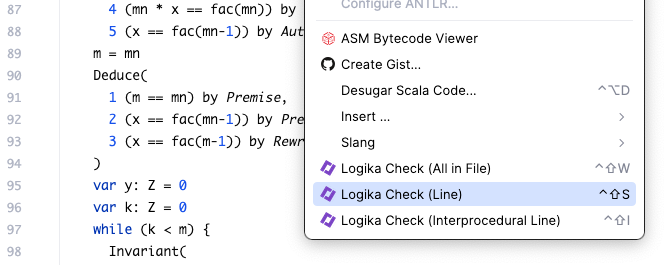 87 4 (mn * x == fac(mn)) by
88 5 (x == fac(mn-1)) by Aut
89 m = mn
90 Deduce(
91 1 (m == mn) by Premise,
92 2 (x == fac(mn-1)) by Pre
93 3 (x == fac(m-1)) by Rewr
94 )
95 var y: Z = 0
96 var k: Z = 0
97 while (k < m) {
98 Invariant(
Configure ANTLR...
ASM Bytecode Viewer
Create Gist...
Desugar Scala Code... ^⌥D
Insert ... >
Slang >
Logika Check (All in File) ^⇧W
Logika Check (Line) ^⇧S
Logika Check (Interprocedural Line) ^⇧I